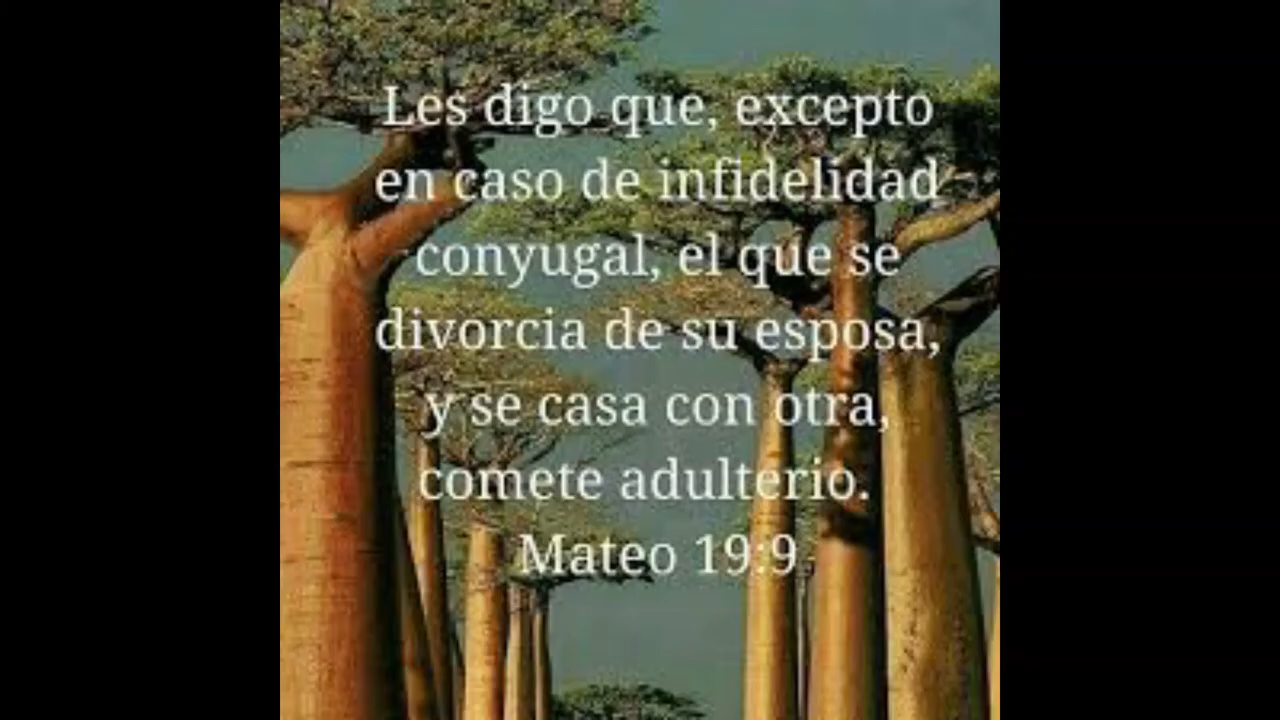 Les digo que, excepto
en caso de infidelidad
conyugal, el que se
divorcia de su esposa,
y se casa con otra,
comete adulterio.
Mateo 19:9